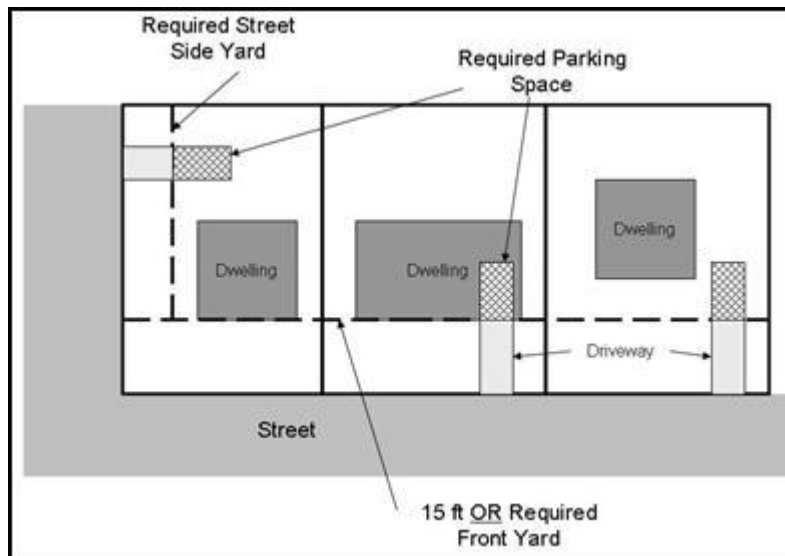 Required Street
Side Yard
Required Parking
Space
Dwelling
Dwelling
Dwelling
Driveway
Street
15 ft OR Required
Front Yard